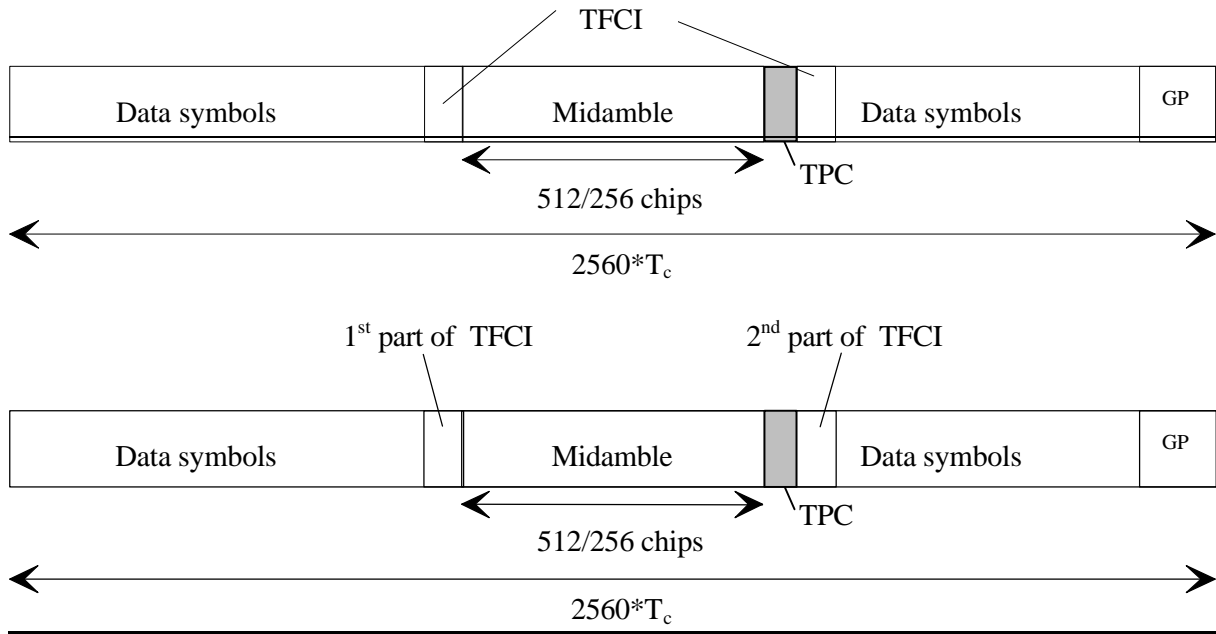 TFCI
Data symbols Midamble Data symbols GP
TPC
512/256 chips
2560*Tc
1st part of TFCI 2nd part of TFCI
Data symbols Midamble Data symbols GP
TPC
512/256 chips
2560*Tc